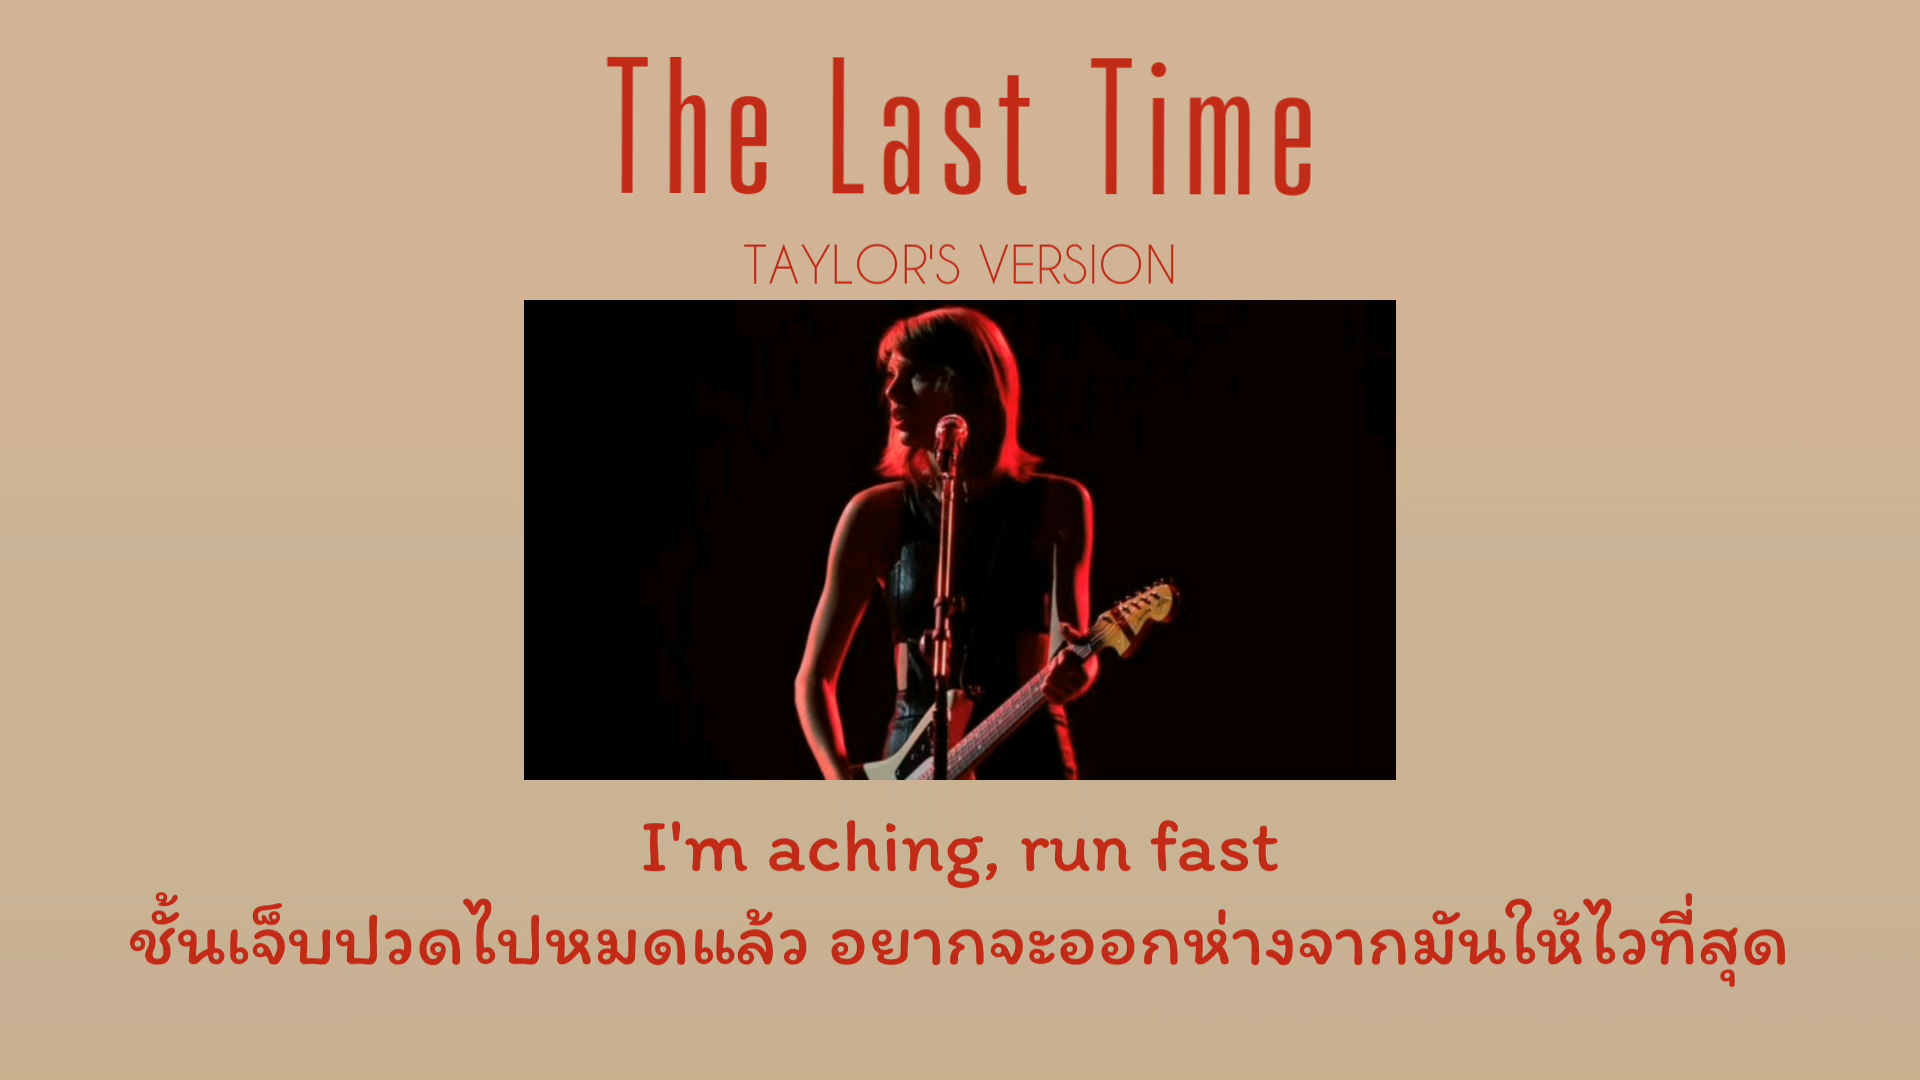 The Last Time
TAYLOR'S VERSION
I'm aching, run fast
ชั้นเจ็บปวดไปหมดแล้ว อยากจะออกห่างจากมันให้ไวที่สุด